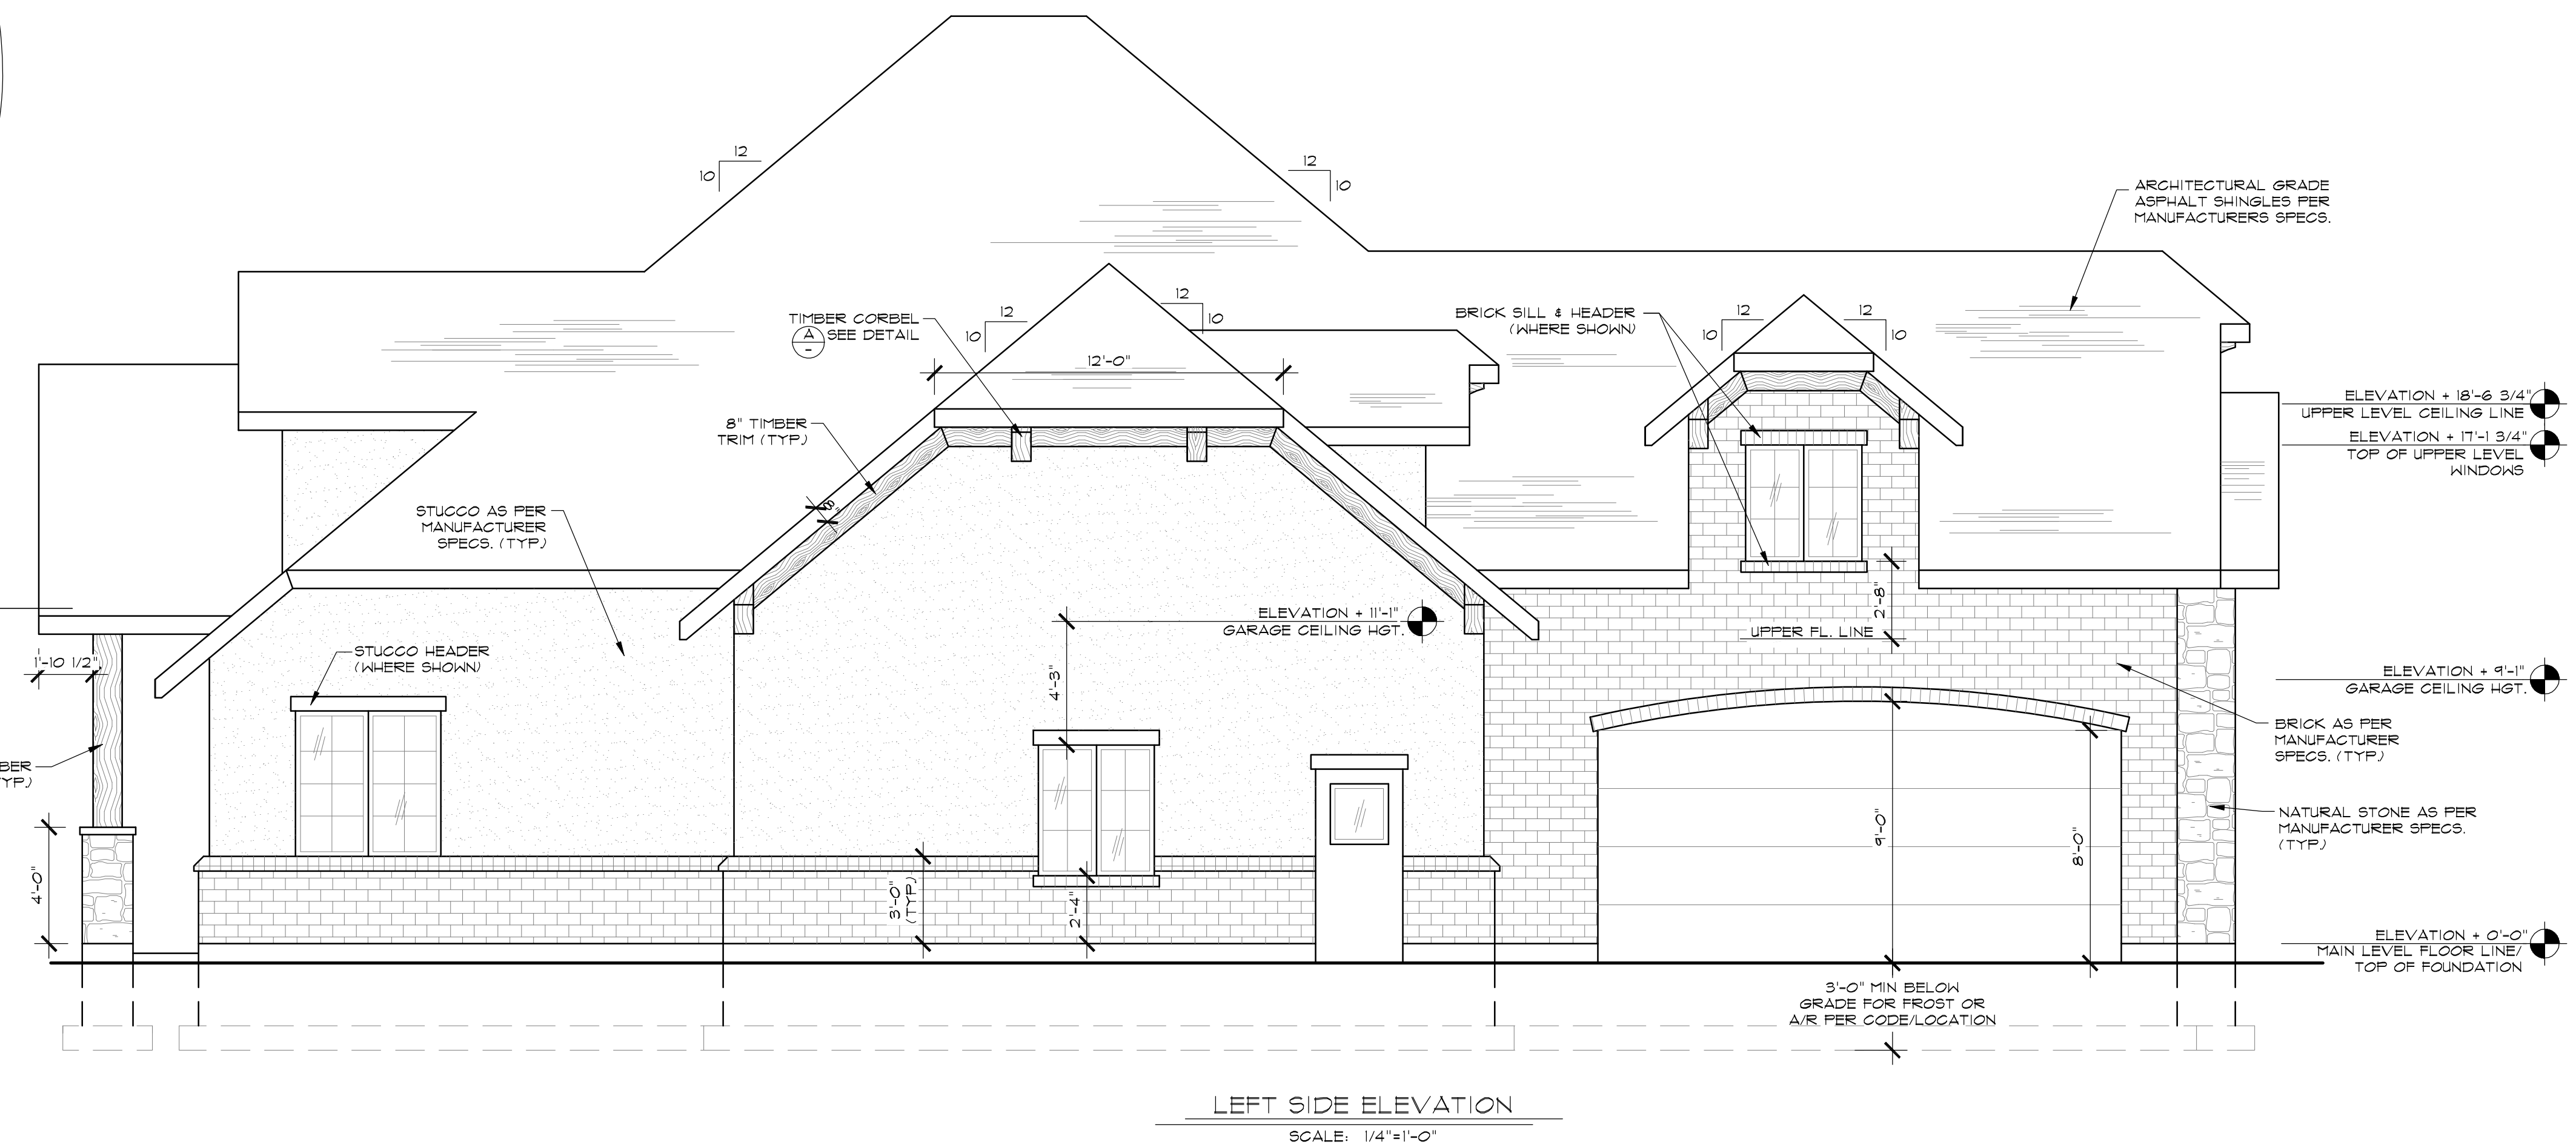 12
10
12
10
ARCHITECTURAL GRADE
ASPHALT SHINGLES PER
MANUFACTURERS SPECS.
TIMBER CORBEL
A
-
SEE DETAIL
12
10
12
10
12'-0"
BRICK SILL & HEADER
(WHERE SHOWN)
12
10
12
10
8" TIMBER
TRIM (TYP.)
ELEVATION + 18'-6 3/4"
UPPER LEVEL CEILING LINE
ELEVATION + 17'-1 3/4"
TOP OF UPPER LEVEL
WINDOWS
STUCCO AS PER
MANUFACTURER
SPECS. (TYP.)
8"
2'-8"
ELEVATION + 11'-1"
GARAGE CEILING HGT.
UPPER FL. LINE
STUCCO HEADER
(WHERE SHOWN)
1'-10 1/2"
4'-3"
ELEVATION + 9'-1"
GARAGE CEILING HGT.
BRICK AS PER
MANUFACTURER
SPECS. (TYP.)
BER
YP.)
NATURAL STONE AS PER
MANUFACTURER SPECS.
(TYP.)
4'-0"
3'-0"
(TYP.)
2'-4"
9'-0"
8'-0"
ELEVATION + 0'-0"
MAIN LEVEL FLOOR LINE/
TOP OF FOUNDATION
3'-0" MIN BELOW
GRADE FOR FROST OR
A/R PER CODE/LOCATION
LEFT SIDE ELEVATION
SCALE: 1/4"=1'-0"